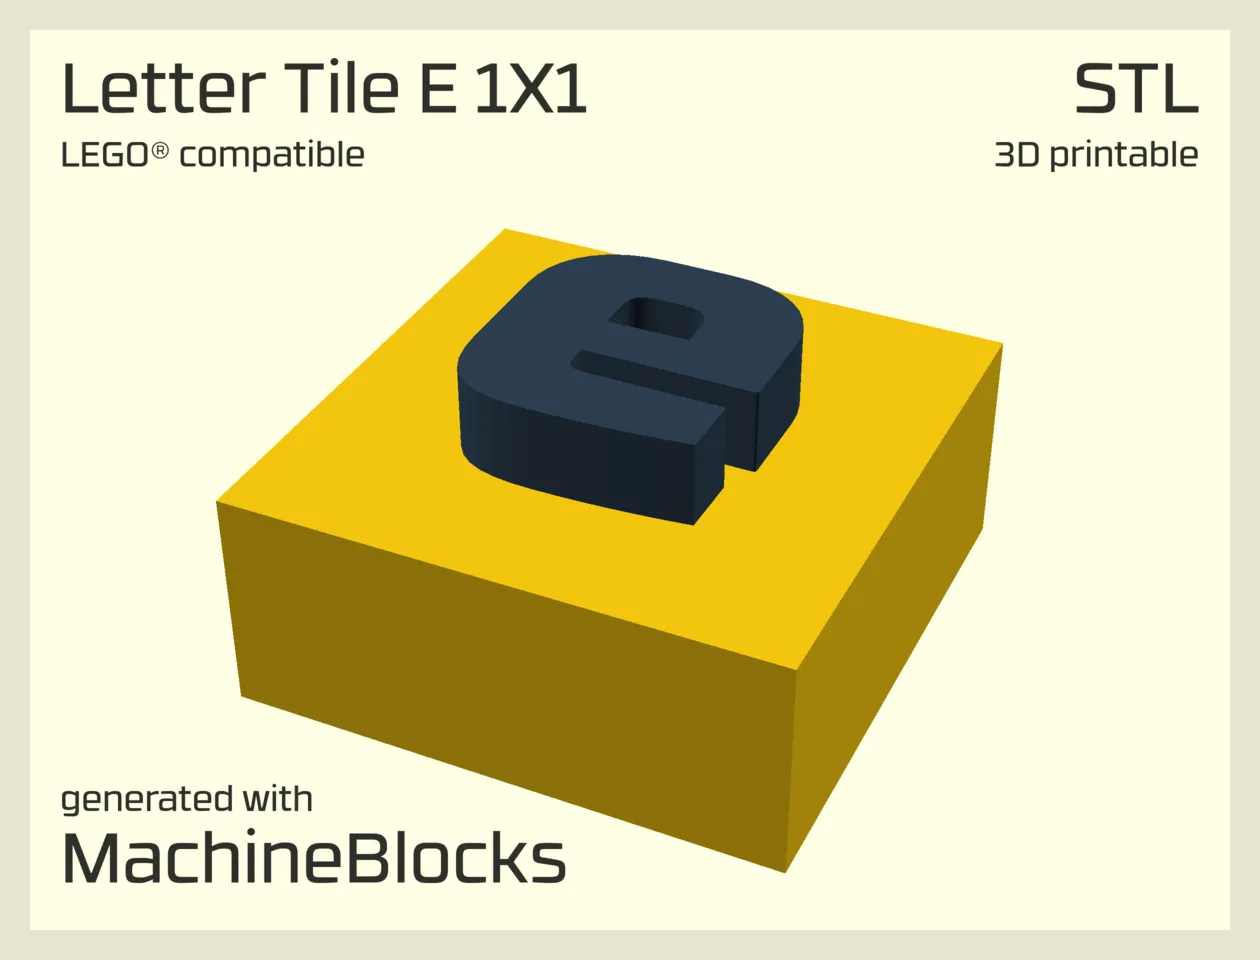 Letter Tile E 1X1
LEGO® compatible
STL
3D printable
e
generated with
MachineBlocks